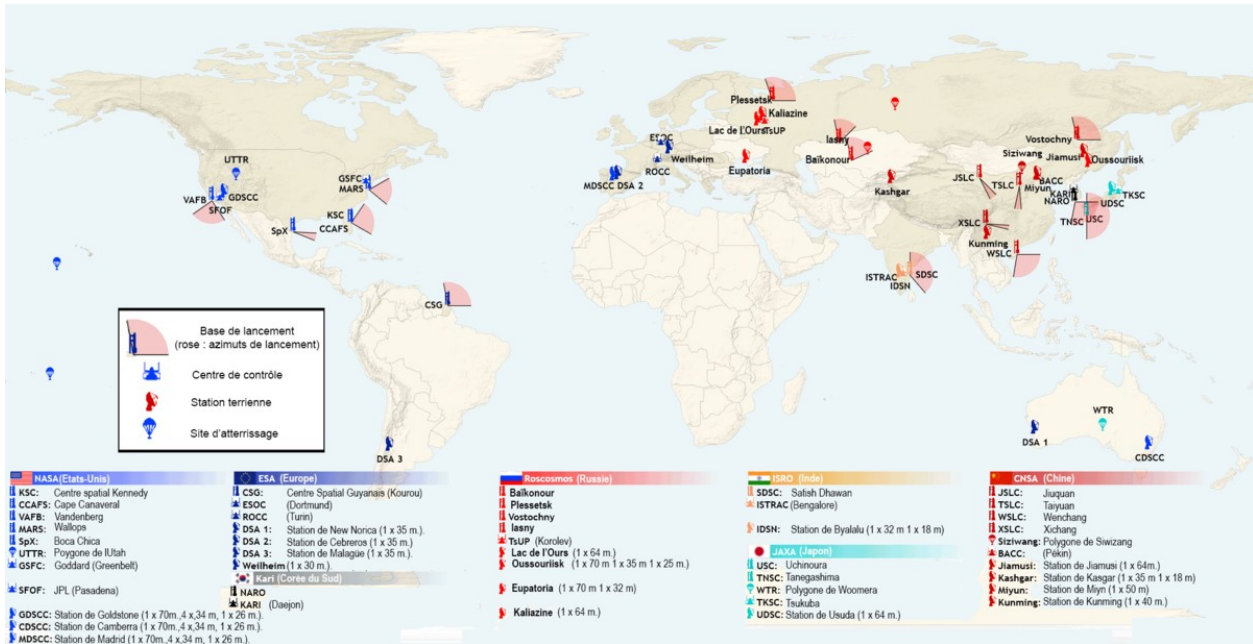 Plessetsk
Kaliazine
Lac de l'Ours
TsUP
Iasny
Vostochny
ESOC
Weilheim
ROCC
Baïkonour
Siziwang
Jiamusi
Oussouriisk
UTTR
GSFC
MARS
MDSCC DSA 2
Eupatoria
Kashgar
JSLC
TSLC
BACC
Miyun
KARI
NARO
TKSC
UDSC
VAFB
GDSCC
SFOF
KSC
CCAFS
SpX
XSLC
TNSC
USC
Kunming
WSLC
ISTRAC
SDSC
IDSN
CSG
Base de lancement
(rose : azimuts de lancement)
Centre de contrôle
Station terrienne
Site d'atterrissage
WTR
DSA 1
CDSCC
DSA 3
NASA(Etats-Unis)
KSC: Centre spatial Kennedy
CCAFS: Cape Canaveral
VAFB: Vandenberg
MARS: Wallops
SpX: Boca Chica
UTTR: Poygone de lUtah
GSFC: Goddard (Greenbelt)
SFOF: JPL (Pasadena)
GDSCC: Station de Goldstone (1 x 70m.,4 x,34 m, 1 x 26 m).
CDSCC: Station de Camberra (1 x 70m.,4 x,34 m, 1 x 26 m).
MDSCC: Station de Madrid (1 x 70m.,4 x,34 m, 1 x 26 m).
ESA (Europe)
CSG: Centre Spatial Guyanais (Kourou)
ESOC (Dortmund)
ROCC (Turin)
DSA 1: Station de New Norica (1 x 35 m.).
DSA 2: Station de Cebreros (1 x 35 m.).
DSA 3: Station de Malagüe (1 x 35 m.).
Weilheim (1 x 30 m.).
Kari (Corée du Sud)
NARO
KARI (Daejon)
Roscosmos (Russie)
Baïkonour
Plessetsk
Vostochny
Iasny
TsUP (Korolev)
Lac de l'Ours (1 x 64 m.).
Oussouriisk (1 x 70 m 1 x 35 m 1 x 25 m).
Eupatoria (1 x 70 m 1 x 32 m)
Kaliazine (1 x 64 m.)
ISRO (Inde)
SDSC: Satish Dhawan
ISTRAC (Bengalore)
IDSN: Station de Byalalu (1 x 32 m 1 x 18 m)
JAXA (Japon)
USC: Uchinoura
TNSC: Tanegashima
WTR: Polygone de Woomera
TKSC: Tsukuba
UDSC: Station de Usuda (1 x 64 m.)
CNSA (Chine)
JSLC: Jiuquan
TSLC: Taiyuan
WSLC: Wenchang
XSLC: Xichang
Siziwang: Polygone de Siwizang
BACC: (Pékin)
Jiamusi: Station de Jiamusi (1 x 64m.)
Kashgar: Station de Kasgar (1 x 35 m 1 x 18 m)
Miyun: Station de Miyn (1 x 50 m)
Kunming: Station de Kunming (1 x 40 m.)